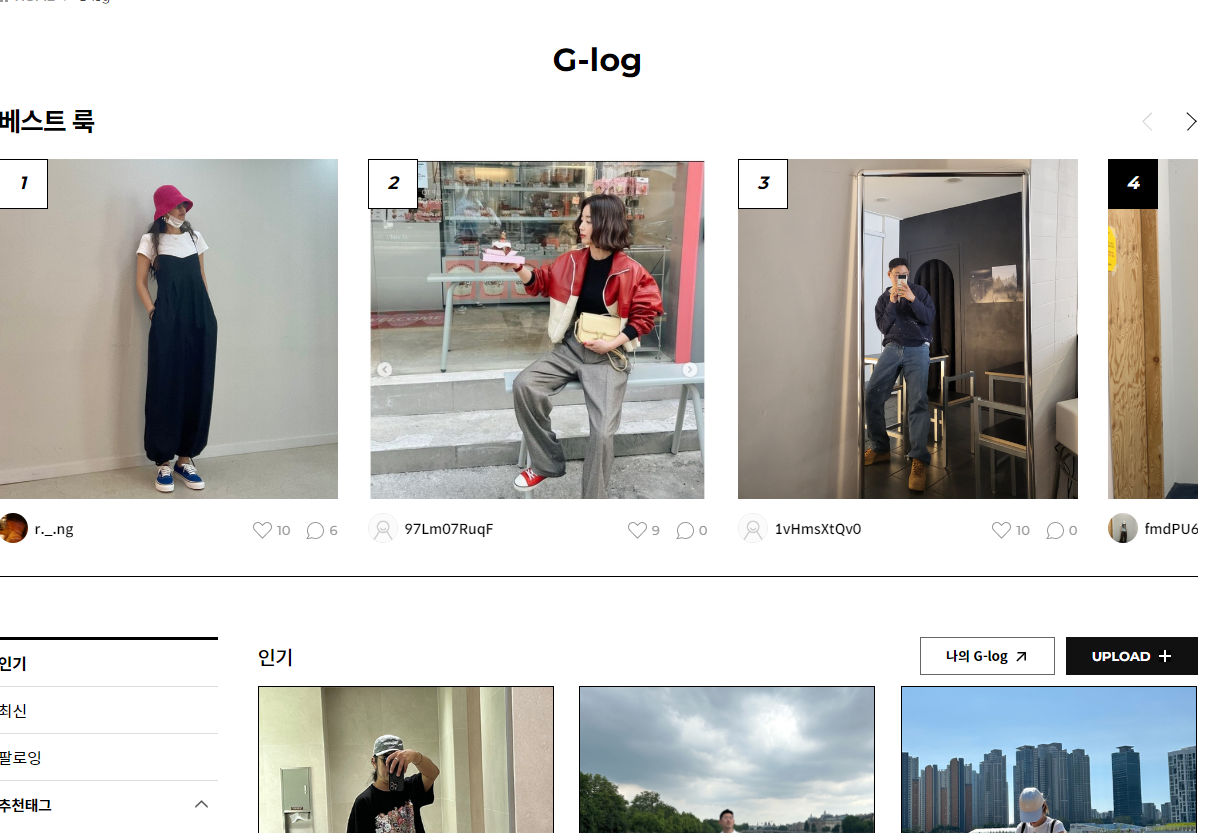 G-log
베스트 룩
1
2
3
4
r._.ng
10
6
97Lm07RuqF
9
0
1vHmsXtQv0
10
0
fmdPU6
인기
최신
팔로잉
추천태그
인기
나의 G-log
UPLOAD